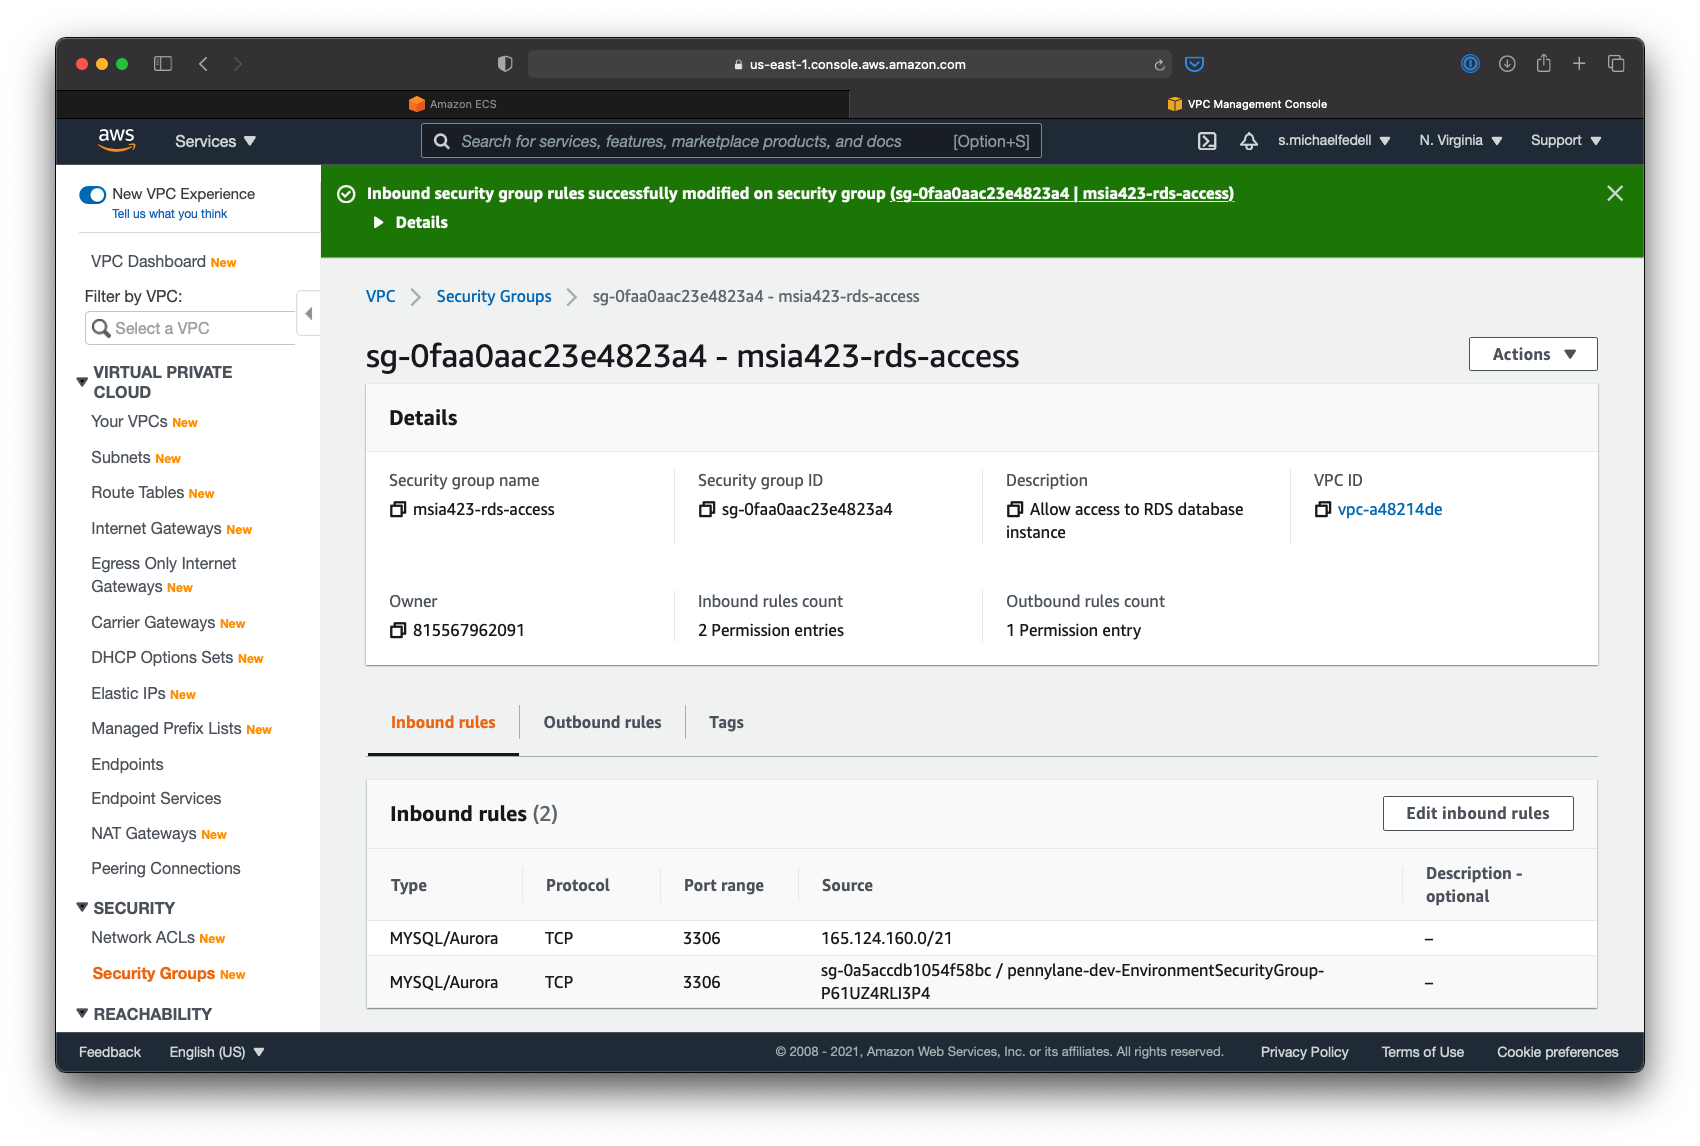 us-east-1.console.aws.amazon.com
Amazon ECS
VPC Management Console
aws
Services
Search for services, features, marketplace products, and docs [Option+S]
s.michaelfedell
N. Virginia
Support
New VPC Experience
Tell us what you think
VPC Dashboard New
Filter by VPC:
Select a VPC
VIRTUAL PRIVATE
CLOUD
Your VPCs New
Subnets New
Route Tables New
Internet Gateways New
Egress Only Internet
Gateways New
Carrier Gateways New
DHCP Options Sets New
Elastic IPs New
Managed Prefix Lists New
Endpoints
Endpoint Services
NAT Gateways New
Peering Connections
SECURITY
Network ACLs New
Security Groups New
REACHABILITY
Inbound security group rules successfully modified on security group (sg-0faa0aac23e4823a4 | msia423-rds-access)
Details
VPC
Security Groups
sg-0faa0aac23e4823a4 - msia423-rds-access
sg-0faa0aac23e4823a4 - msia423-rds-access
Actions
Details
Security group name
msia423-rds-access
Security group ID
sg-0faa0aac23e4823a4
Description
Allow access to RDS database
instance
VPC ID
vpc-a48214de
Owner
815567962091
Inbound rules count
2 Permission entries
Outbound rules count
1 Permission entry
Inbound rules
Outbound rules
Tags
Inbound rules (2)
Edit inbound rules
Type
Protocol
Port range
Source
Description -
optional
MYSQL/Aurora TCP 3306 165.124.160.0/21 –
MYSQL/Aurora TCP 3306 sg-0a5accdb1054f58bc / pennylane-dev-EnvironmentSecurityGroup- –
P61UZ4RLI3P4
Feedback
English (US)
© 2008 - 2021, Amazon Web Services, Inc. or its affiliates. All rights reserved.
Privacy Policy
Terms of Use
Cookie preferences